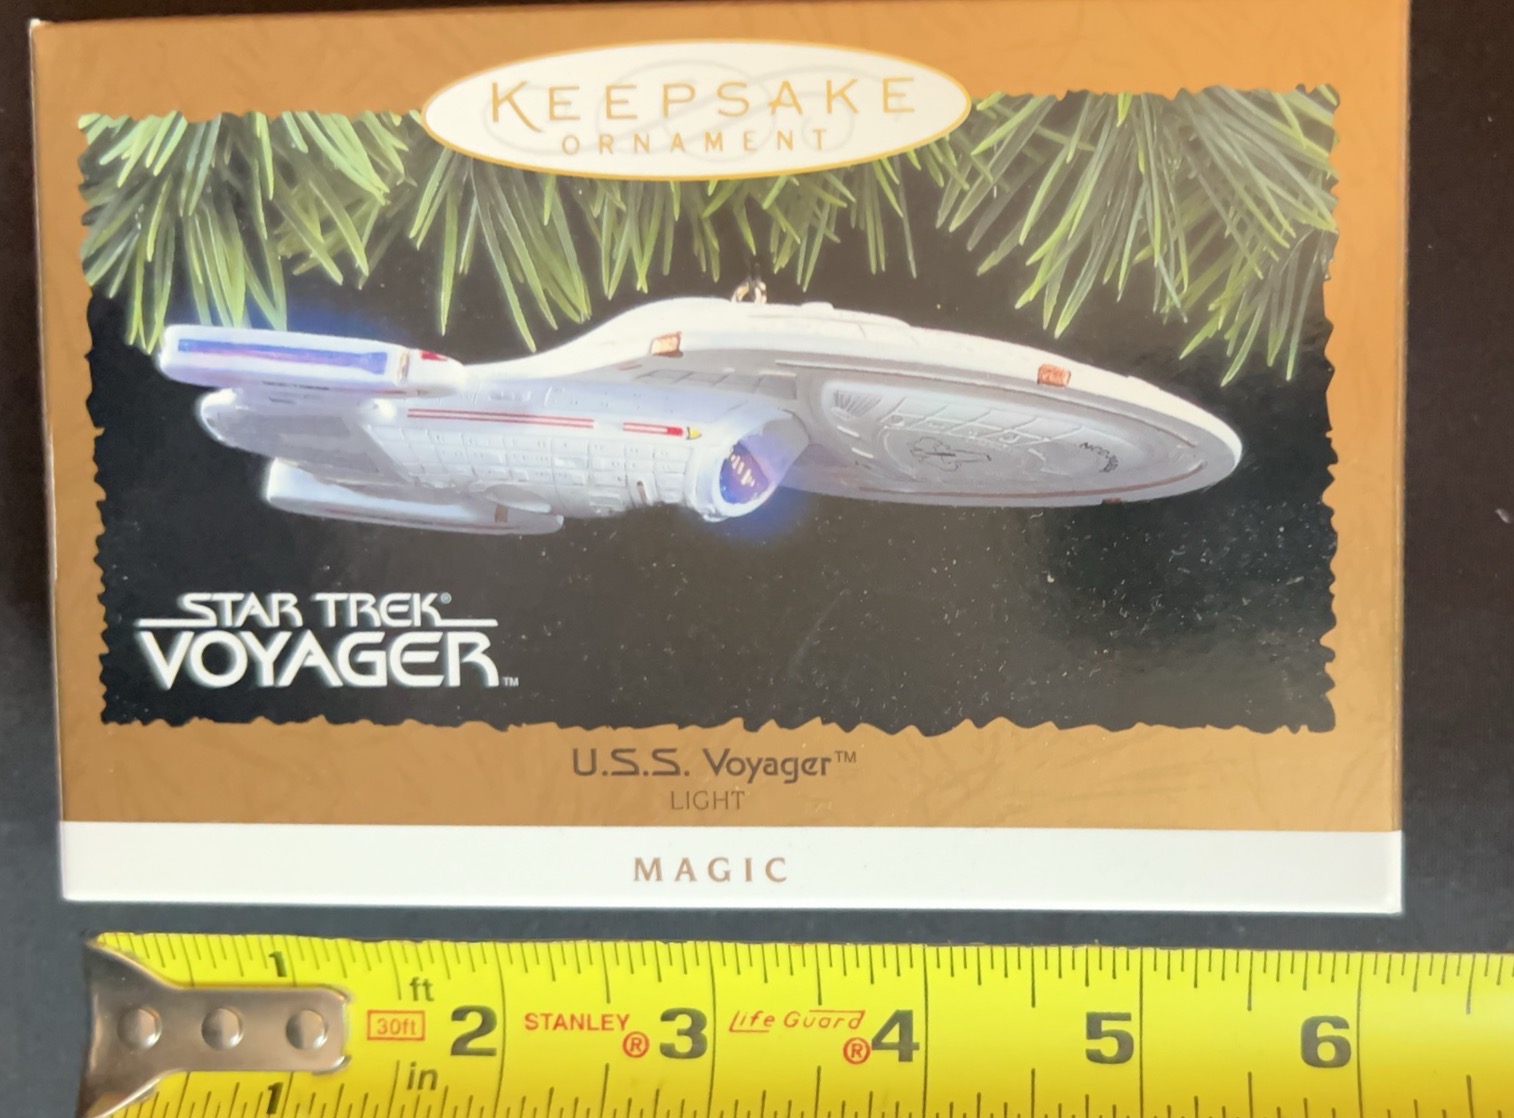 KEEPSAKE
ORNAMENT
STAR TREK®
VOYAGER™
U.S.S. Voyager™
LIGHT
MAGIC
1 ft
30ft 2 STANLEY® 3 Life Guard® 4 5 6
1 in